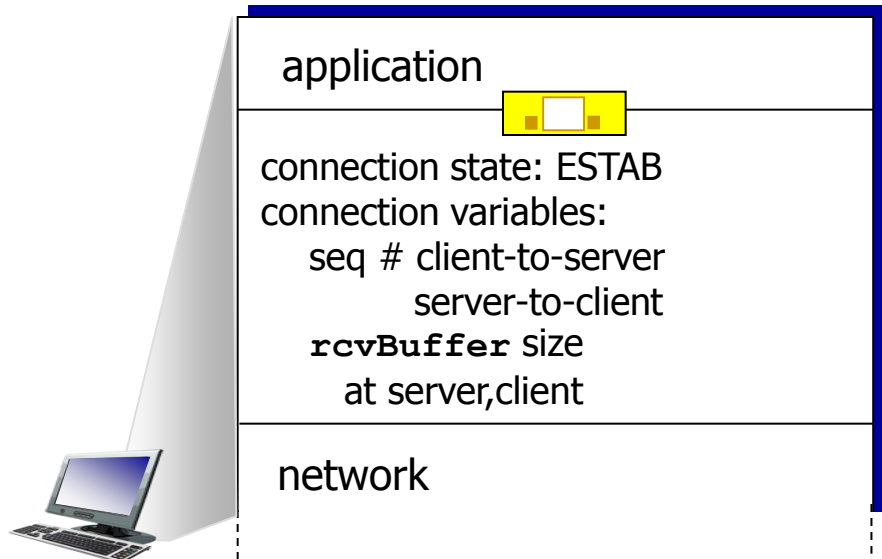 application
connection state: ESTAB
connection variables:
seq # client-to-server
server-to-client
rcvBuffer size
at server,client
network